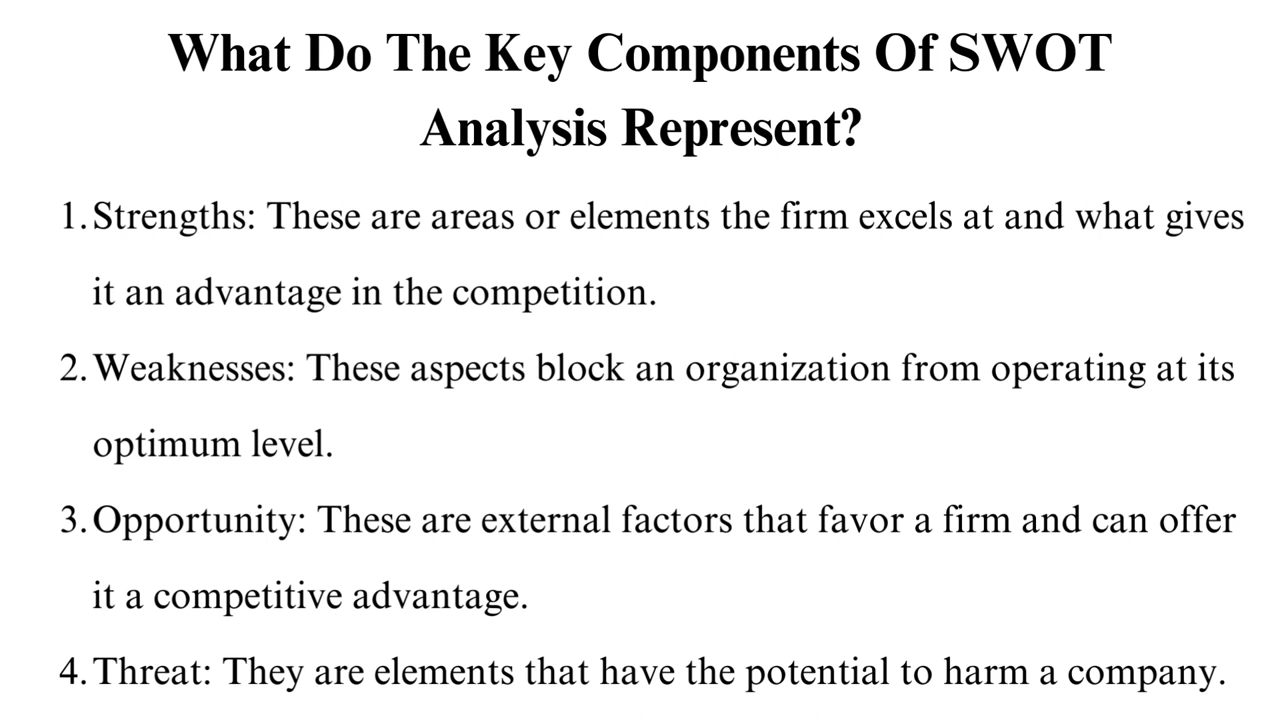 What Do The Key Components Of SWOT
Analysis Represent?
1. Strengths: These are areas or elements the firm excels at and what gives
it an advantage in the competition.
2. Weaknesses: These aspects block an organization from operating at its
optimum level.
3. Opportunity: These are external factors that favor a firm and can offer
it a competitive advantage.
4. Threat: They are elements that have the potential to harm a company.